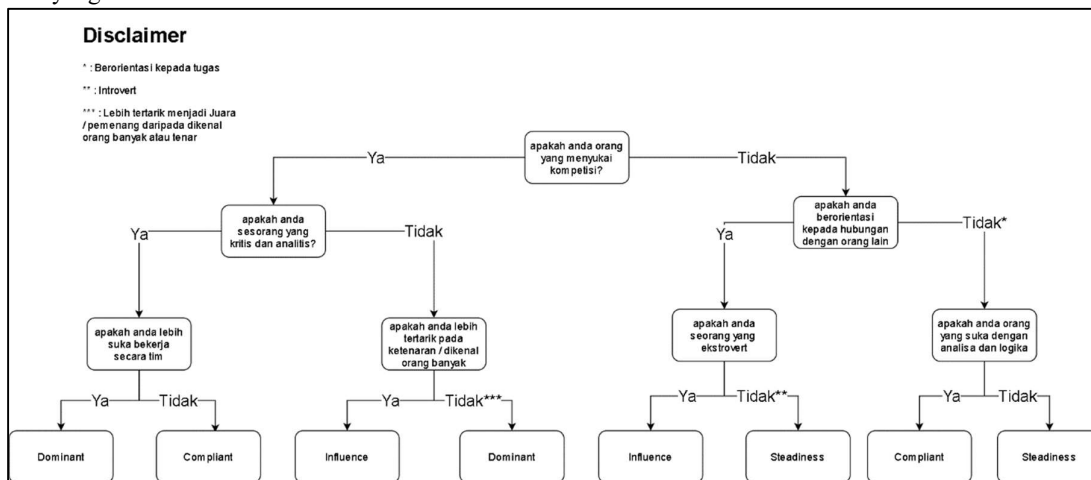 Disclaimer
* : Berorientasi kepada tugas
** : Introvert
*** : Lebih tertarik menjadi Juara
/ pemenang daripada dikenal
orang banyak atau tenar
apakah anda orang
yang menyukai
kompetisi?
Ya
Tidak
apakah anda
sesorang yang
kritis dan analitis?
apakah anda
berorientasi
kepada hubungan
dengan orang lain
Ya
Tidak
Ya
Tidak*
apakah anda lebih
suka bekerja
secara tim
apakah anda lebih
tertarik pada
ketenaran / dikenal
orang banyak
apakah anda
seorang yang
ekstrovert
apakah anda orang
yang suka dengan
analisa dan logika
Ya
Tidak
Ya
Tidak***
Ya
Tidak**
Ya
Tidak
Dominant
Compliant
Influence
Dominant
Influence
Steadiness
Compliant
Steadiness